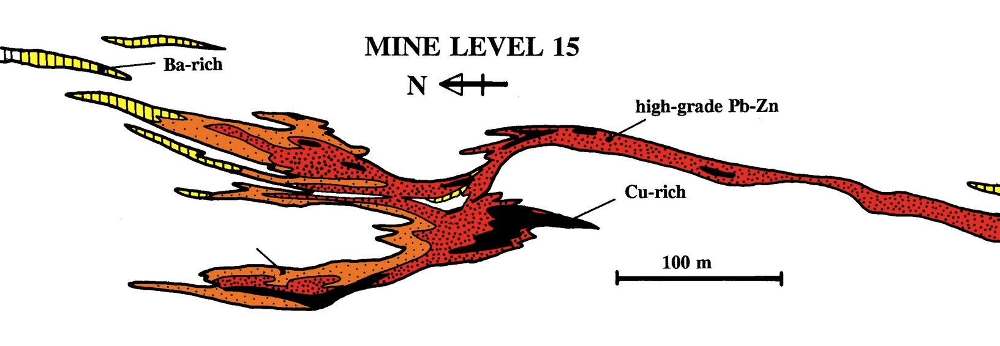 MINE LEVEL 15
Ba-rich
N
high-grade Pb-Zn
Cu-rich
100 m